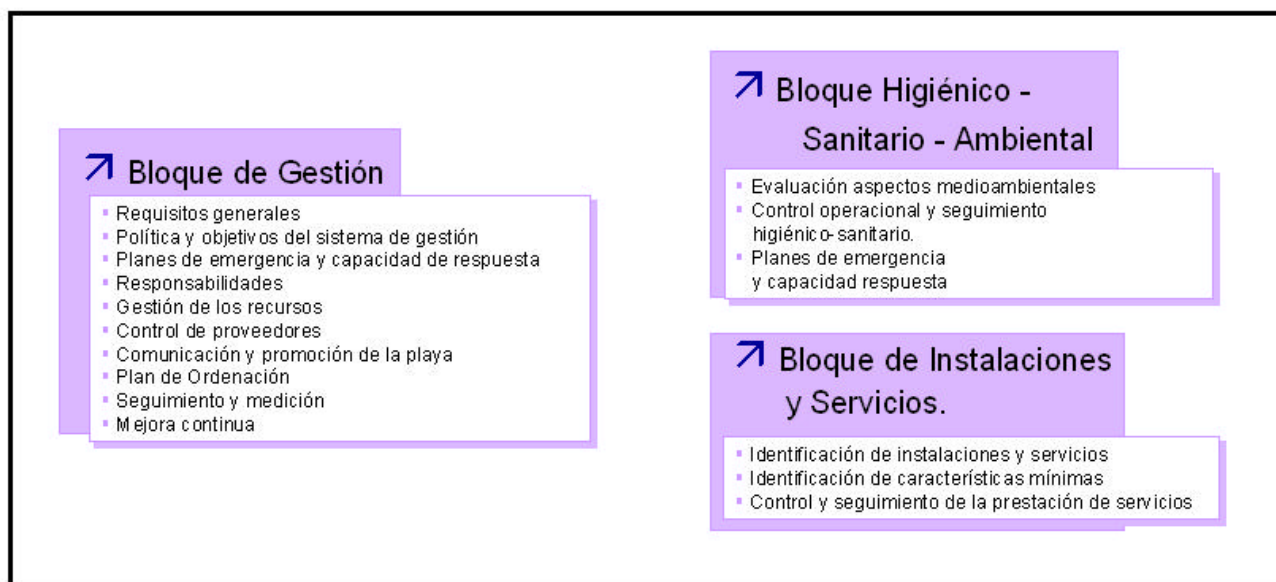 Bloque de Gestión
Requisitos generales
Política y objetivos del sistema de gestión
Planes de emergencia y capacidad de respuesta
Responsabilidades
Gestión de los recursos
Control de proveedores
Comunicación y promoción de la playa
Plan de Ordenación
Seguimiento y medición
Mejora continua
Bloque Higiénico -
Sanitario - Ambiental
Evaluación aspectos medioambientales
Control operacional y seguimiento
higiénico-sanitario.
Planes de emergencia
y capacidad respuesta
Bloque de Instalaciones
y Servicios.
Identificación de instalaciones y servicios
Identificación de características mínimas
Control y seguimiento de la prestación de servicios